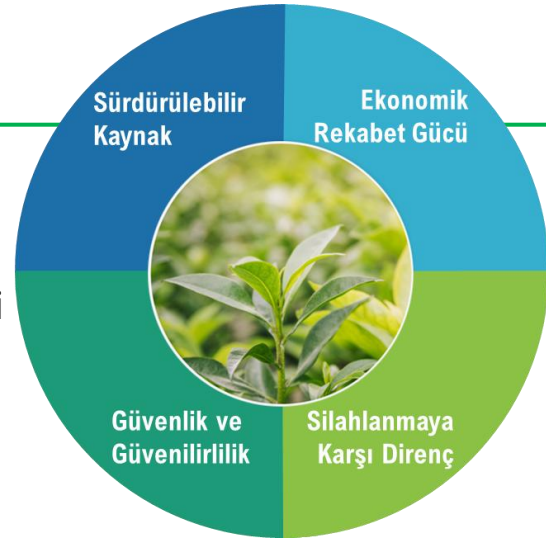 Sürdürülebilir
Kaynak
Ekonomik
Rekabet Gücü
i
Güvenlik ve
Güvenilirlilik
Silahlanmaya
Karşı Direnç